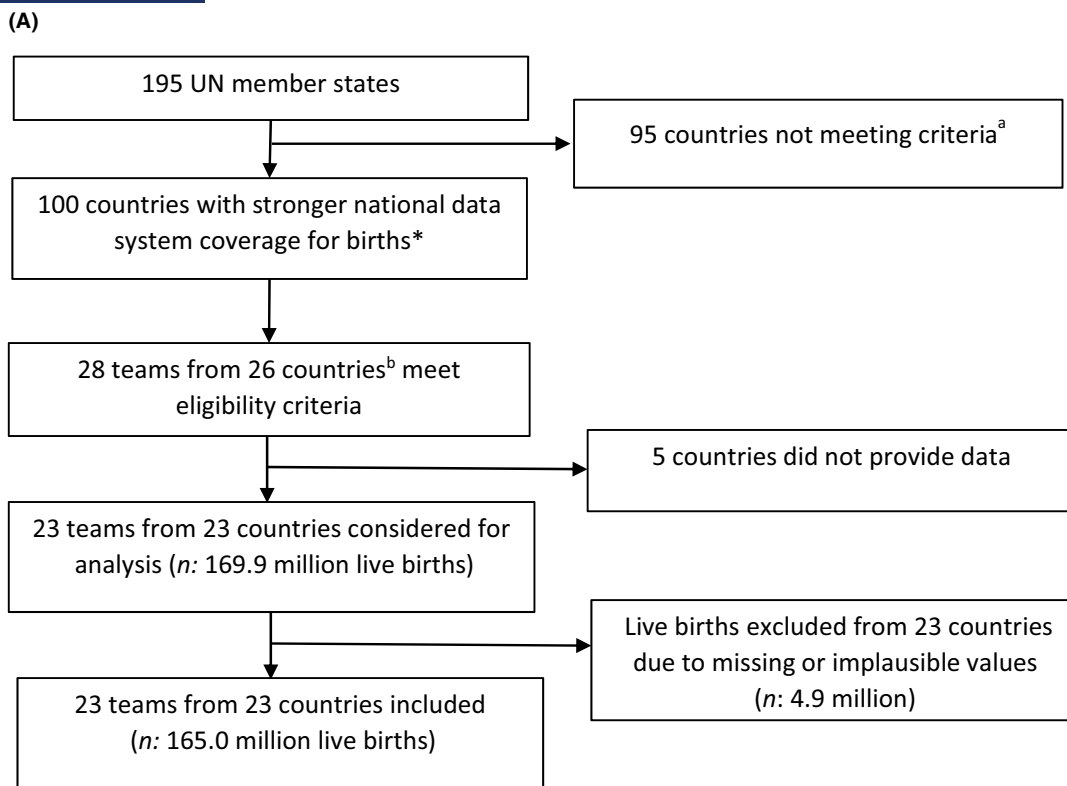 (A)
195 UN member states
95 countries not meeting criteriaᵃ
100 countries with stronger national data
system coverage for births*
28 teams from 26 countriesᵇ meet
eligibility criteria
5 countries did not provide data
23 teams from 23 countries considered for
analysis (n: 169.9 million live births)
Live births excluded from 23 countries
due to missing or implausible values
(n: 4.9 million)
23 teams from 23 countries included
(n: 165.0 million live births)